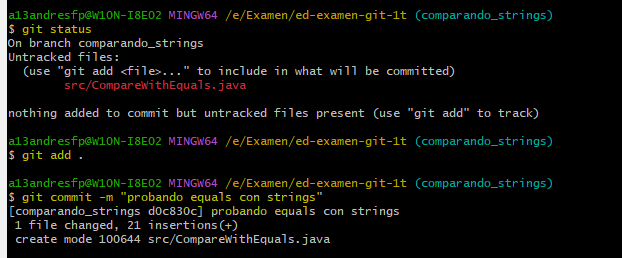 a13andresfp@W10N-I8E02 MINGW64 /e/Examen/ed-examen-git-1t (comparando_strings)
$ git status
On branch comparando_strings
Untracked files:
  (use "git add <file>..." to include in what will be committed)
        src/CompareWithEquals.java

nothing added to commit but untracked files present (use "git add" to track)

a13andresfp@W10N-I8E02 MINGW64 /e/Examen/ed-examen-git-1t (comparando_strings)
$ git add .

a13andresfp@W10N-I8E02 MINGW64 /e/Examen/ed-examen-git-1t (comparando_strings)
$ git commit -m "probando equals con strings"
[comparando_strings d0c830c] probando equals con strings
 1 file changed, 21 insertions(+)
 create mode 100644 src/CompareWithEquals.java